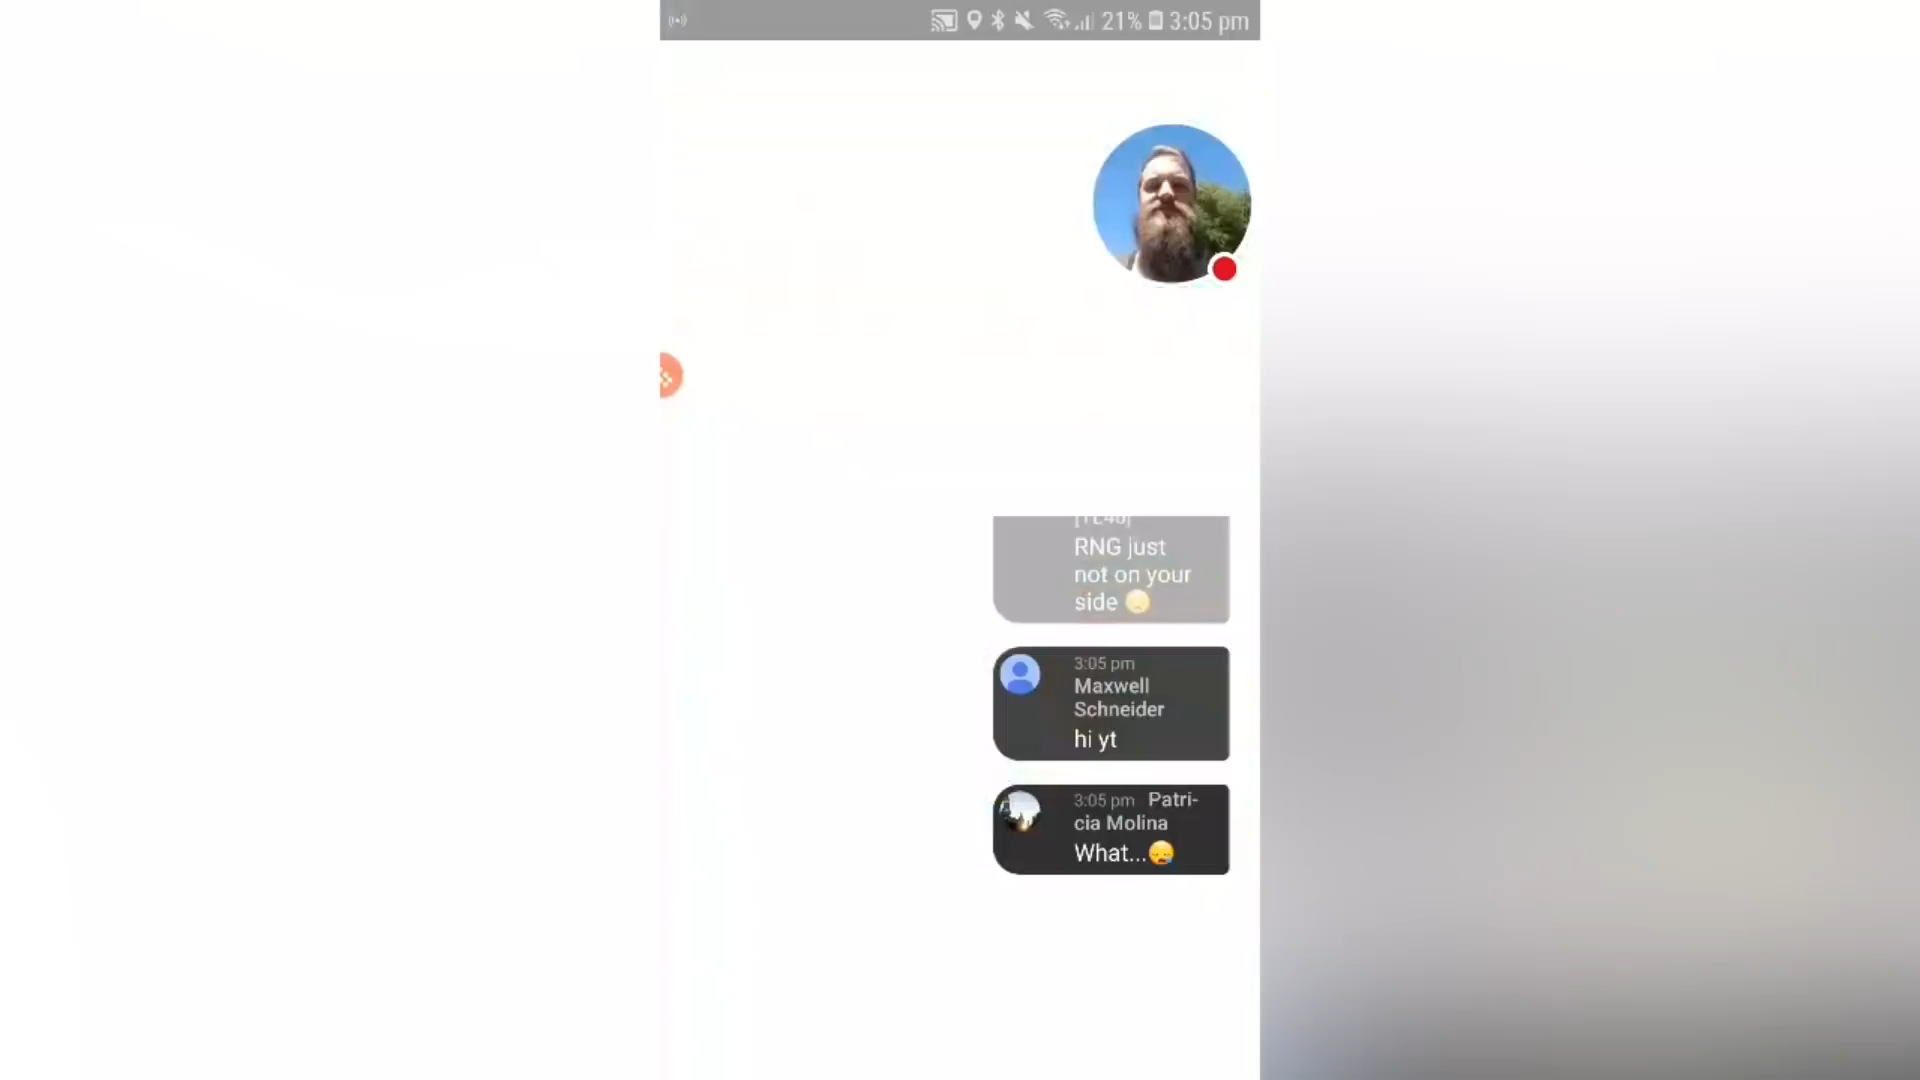 21% 3:05 pm
RNG just
not on your
side
3:05 pm
Maxwell
Schneider
hi yt
3:05 pm Patri-
cia Molina
What...